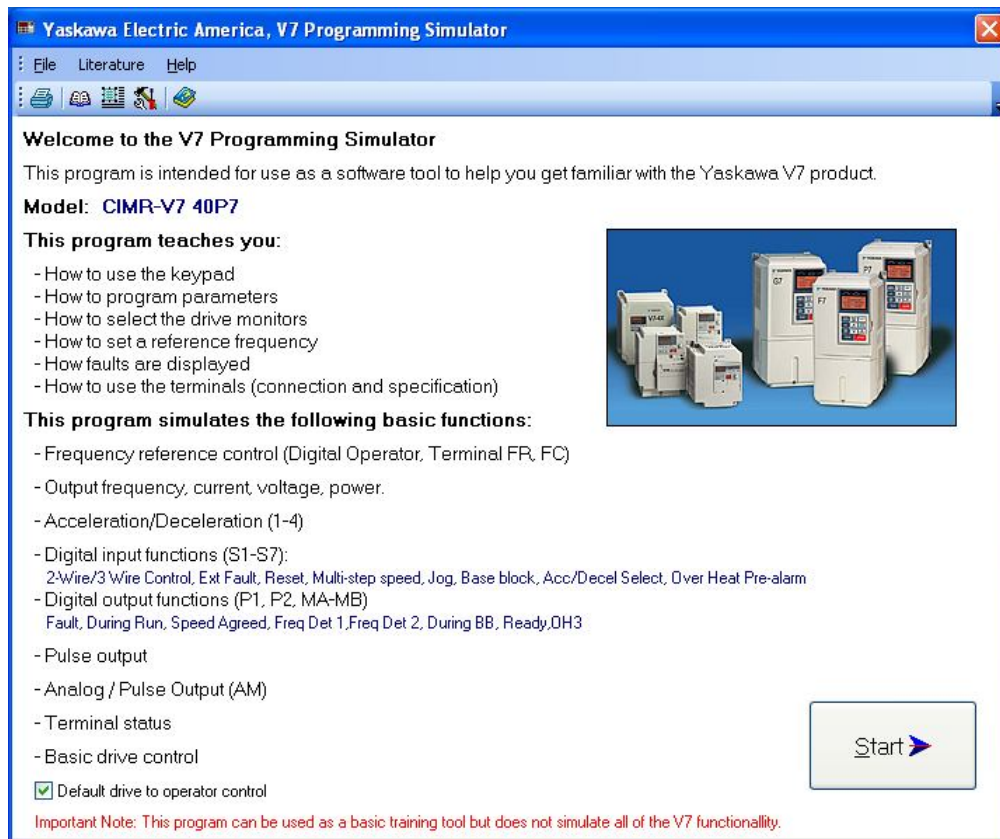 Yaskawa Electric America, V7 Programming Simulator
File Literature Help
Welcome to the V7 Programming Simulator
This program is intended for use as a software tool to help you get familiar with the Yaskawa V7 product.
Model: CIMR-V7 40P7
This program teaches you:
- How to use the keypad
- How to program parameters
- How to select the drive monitors
- How to set a reference frequency
- How faults are displayed
- How to use the terminals (connection and specification)
G7
P7
F7
V7-4X
This program simulates the following basic functions:
- Frequency reference control (Digital Operator, Terminal FR, FC)
- Output frequency, current, voltage, power.
- Acceleration/Deceleration (1-4)
- Digital input functions (S1-S7):
2-Wire/3 Wire Control, Ext Fault, Reset, Multi-step speed, Jog, Base block, Acc/Decel Select, Over Heat Pre-alarm
- Digital output functions (P1, P2, MA-MB)
Fault, During Run, Speed Agreed, Freq Det 1,Freq Det 2, During BB, Ready,OH3
- Pulse output
- Analog / Pulse Output (AM)
- Terminal status
- Basic drive control
Start
Default drive to operator control
Important Note: This program can be used as a basic training tool but does not simulate all of the V7 functionallity.